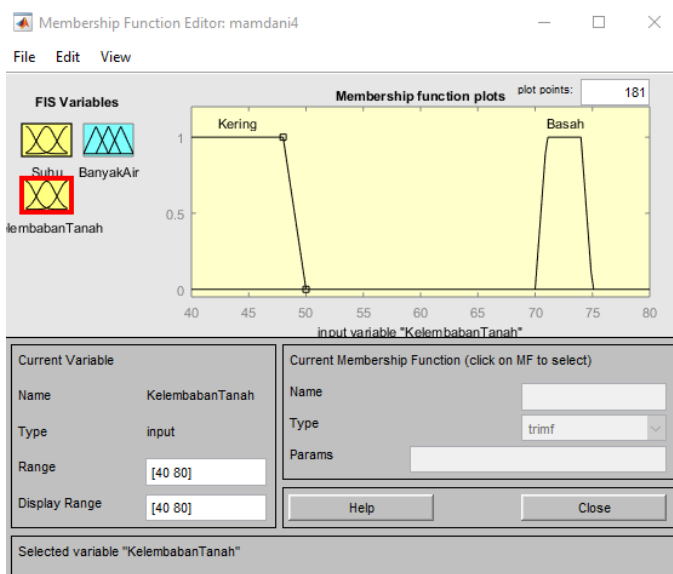 Membership Function Editor: mamdani4
File Edit View
FIS Variables
Suhu BanyakAir
elembabanTanah
Membership function plots plot points: 181
Kering Basah
1
0.5
0
40 45 50 55 60 65 70 75 80
input variable "KelembabanTanah"
Current Variable
Name KelembabanTanah
Type input
Range [40 80]
Display Range [40 80]
Current Membership Function (click on MF to select)
Name
Type trimf
Params
Help Close
Selected variable "KelembabanTanah"